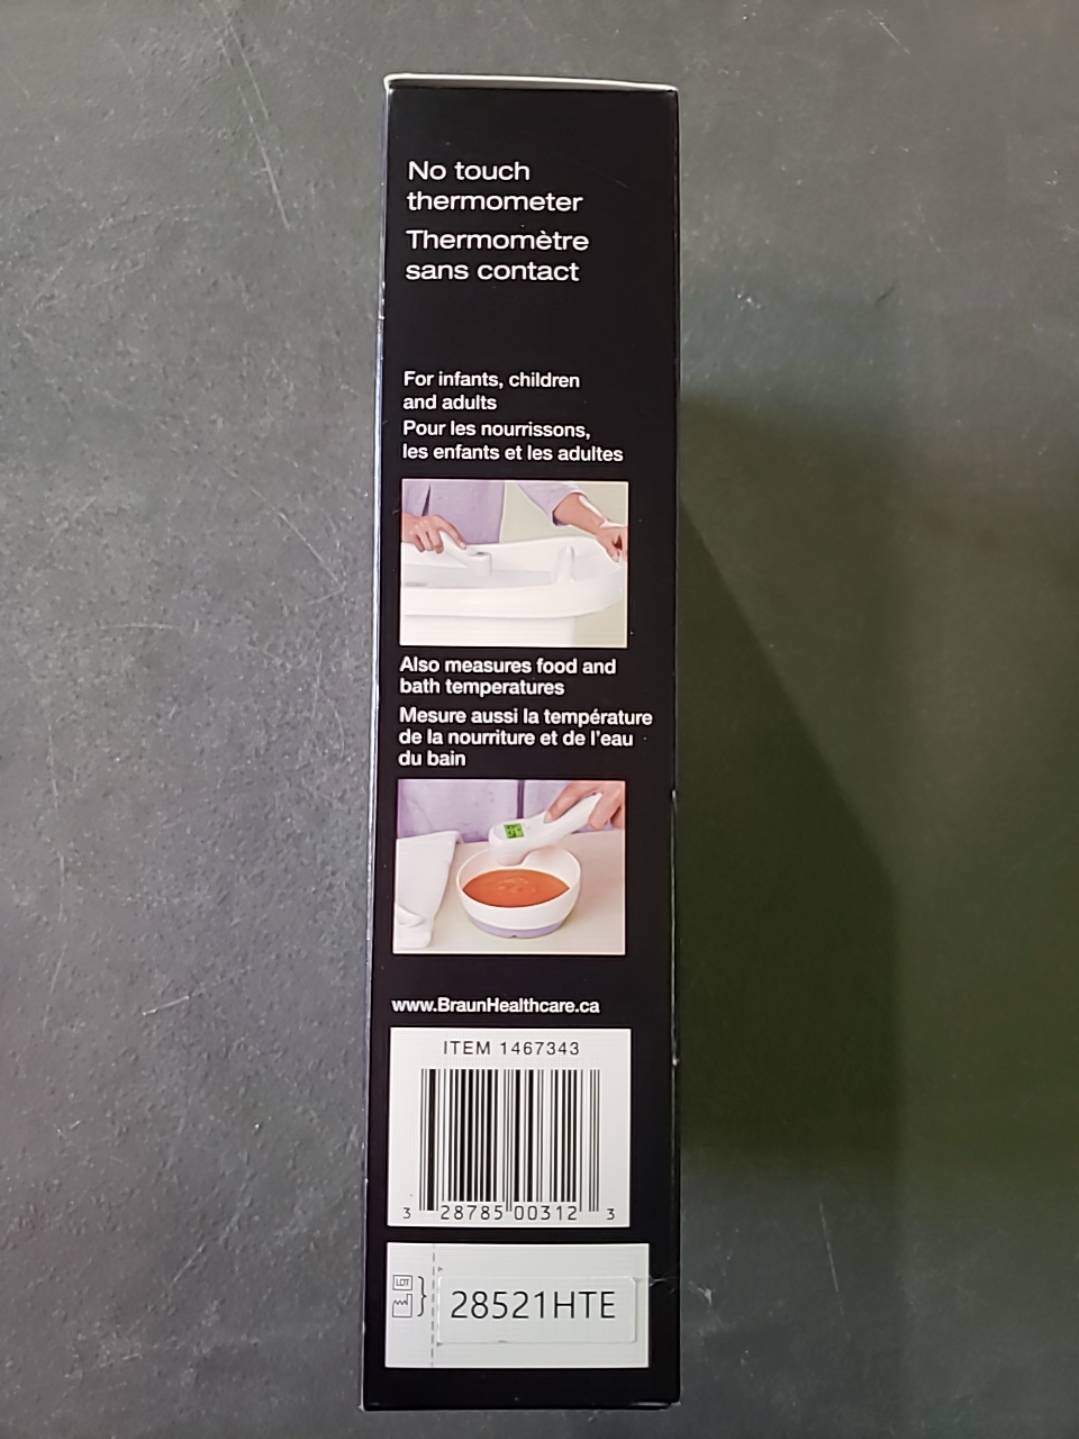 No touch
thermometer
Thermomètre
sans contact
For infants, children
and adults
Pour les nourrissons,
les enfants et les adultes
Also measures food and
bath temperatures
Mesure aussi la température
de la nourriture et de l'eau
du bain
www.BraunHealthcare.ca
ITEM 1467343
3 28785 00312 3
LOT
28521HTE